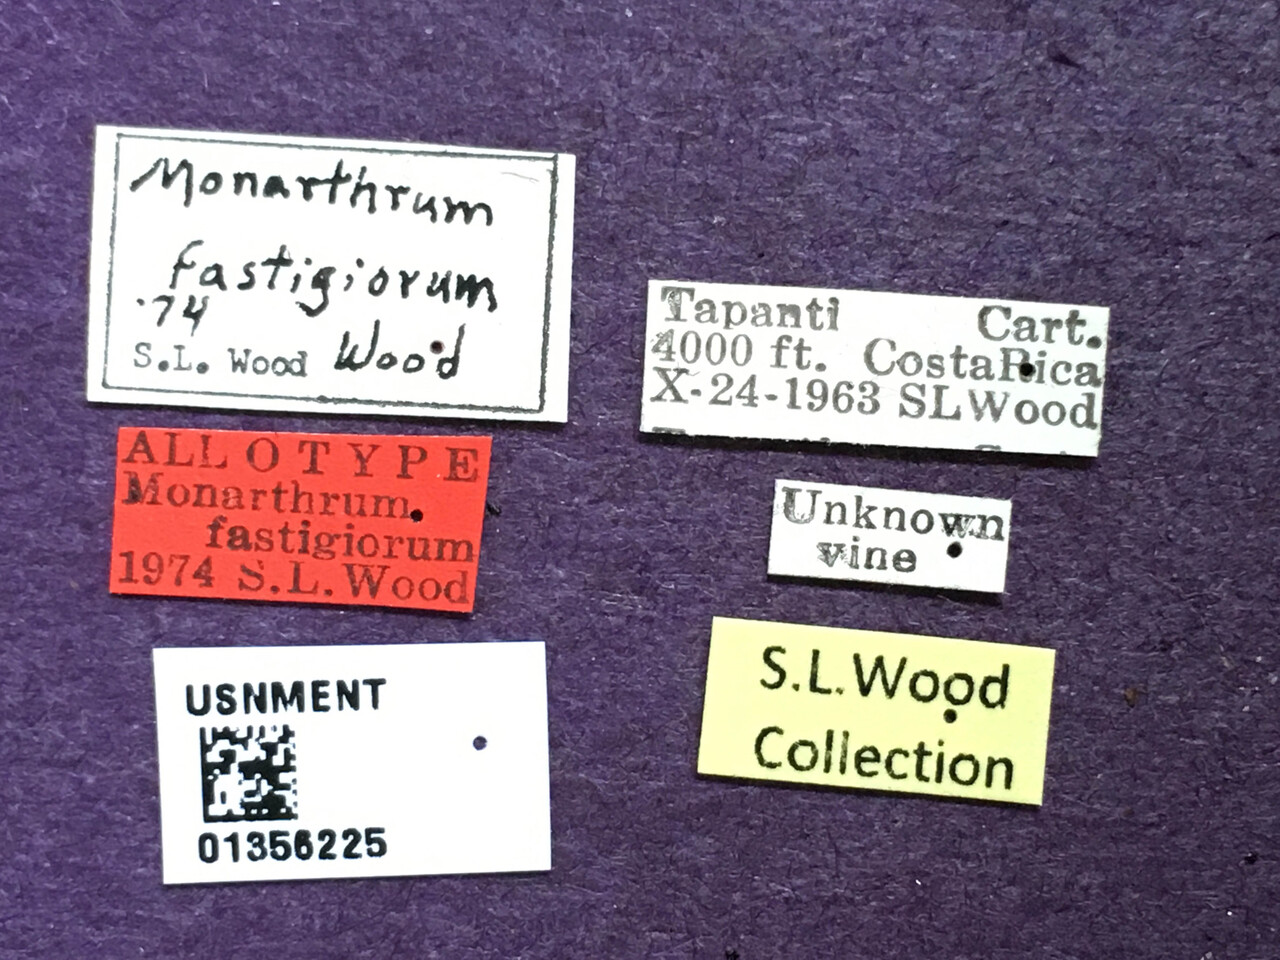 Monarthrum
fastigiorum
'74
S.L. Wood Wood
ALLOTYPE
Monarthrum
fastigiorum
1974 S.L.Wood
USNMENT
01356225
Tapanti Cart.
4000 ft. CostaRica
X-24-1963 SLWood
Unknown
vine
S.L.Wood
Collection